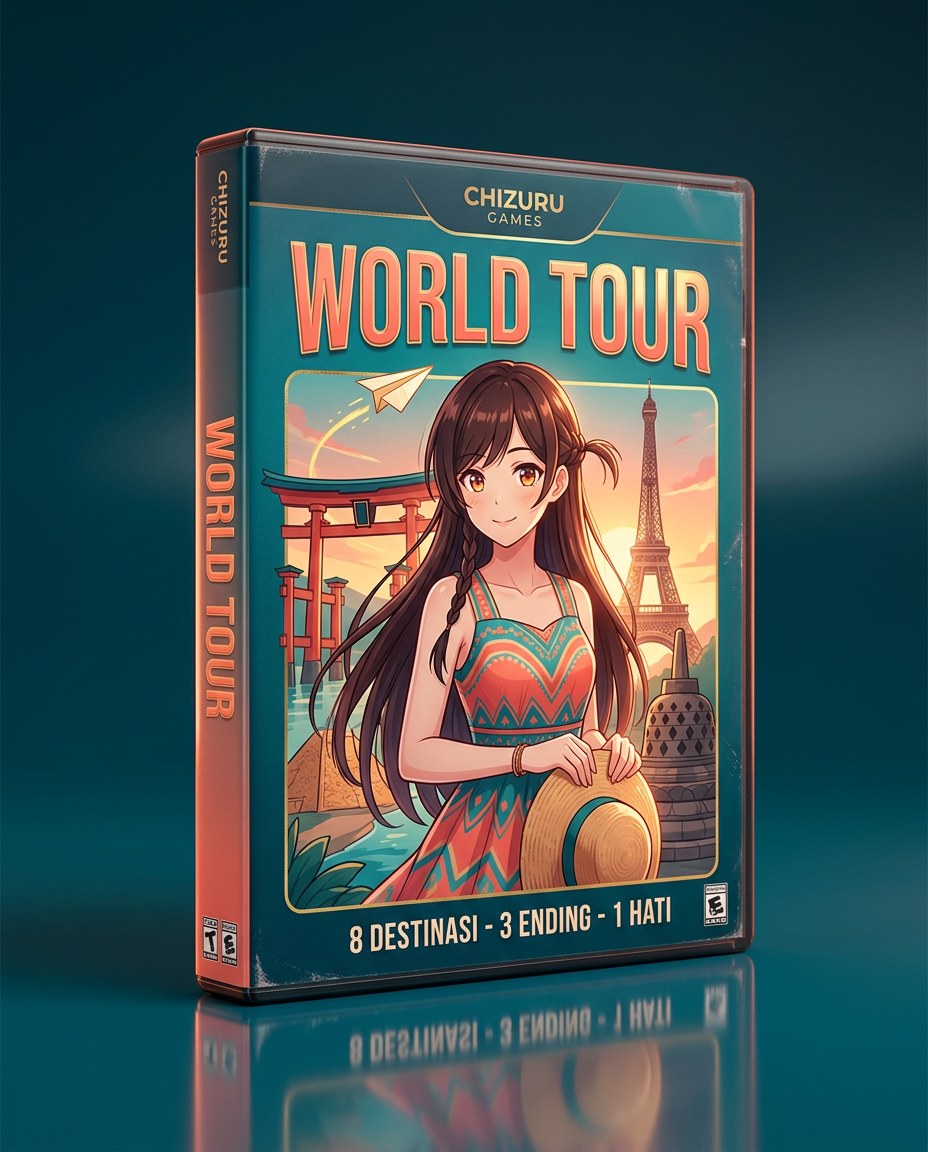 CHIZURU
GAMES
WORLD TOUR
8 DESTINASI - 3 ENDING - 1 HATI
E
CHIZURU
GAMES
WORLD TOUR
T
E